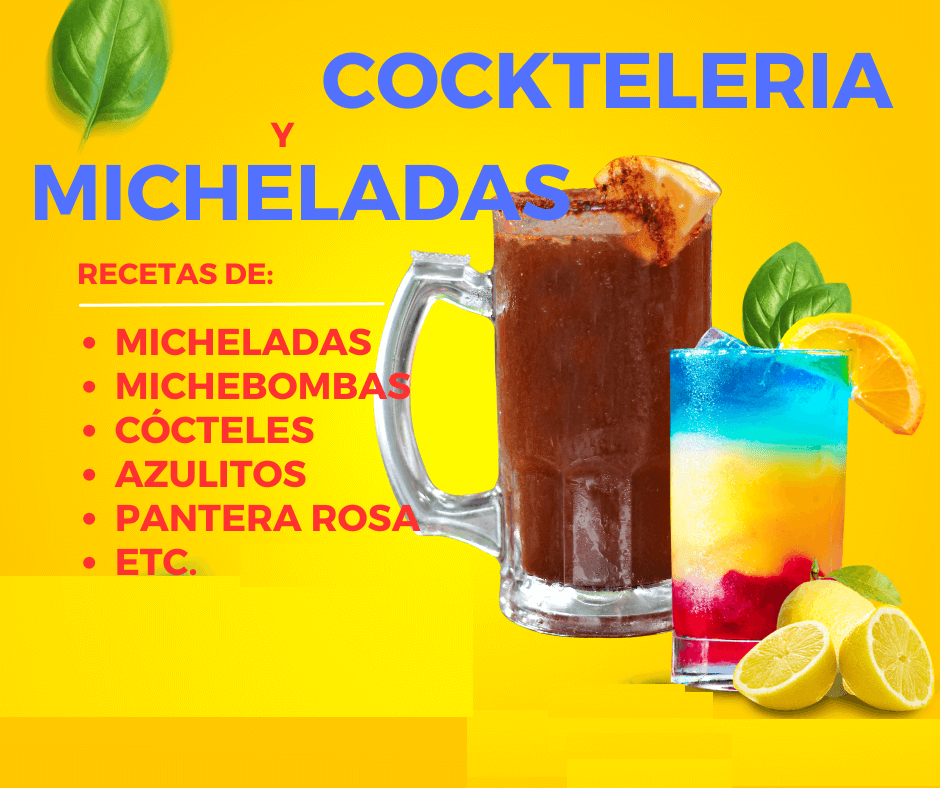 COCKTELERIA
Y
MICHELADAS
RECETAS DE:
• MICHELADAS
• MICHEBOMBAS
• CÓCTELES
• AZULITOS
• PANTERA ROSA
• ETC.